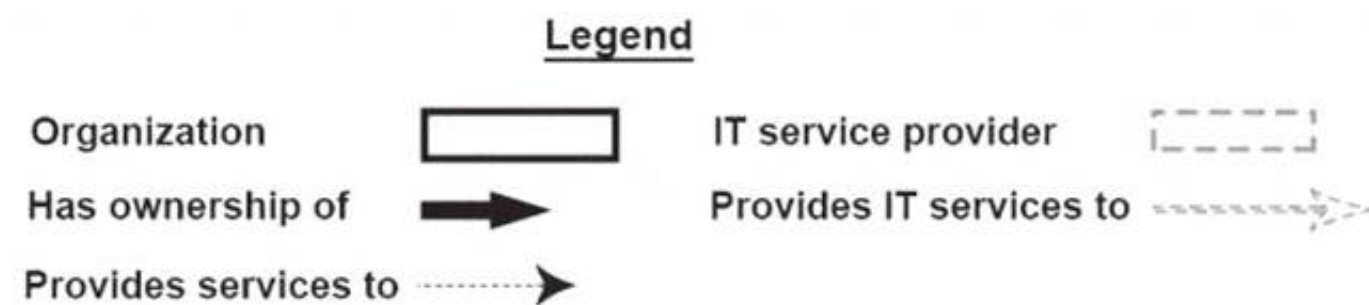 Legend
Organization
IT service provider
Has ownership of
Provides IT services to
Provides services to